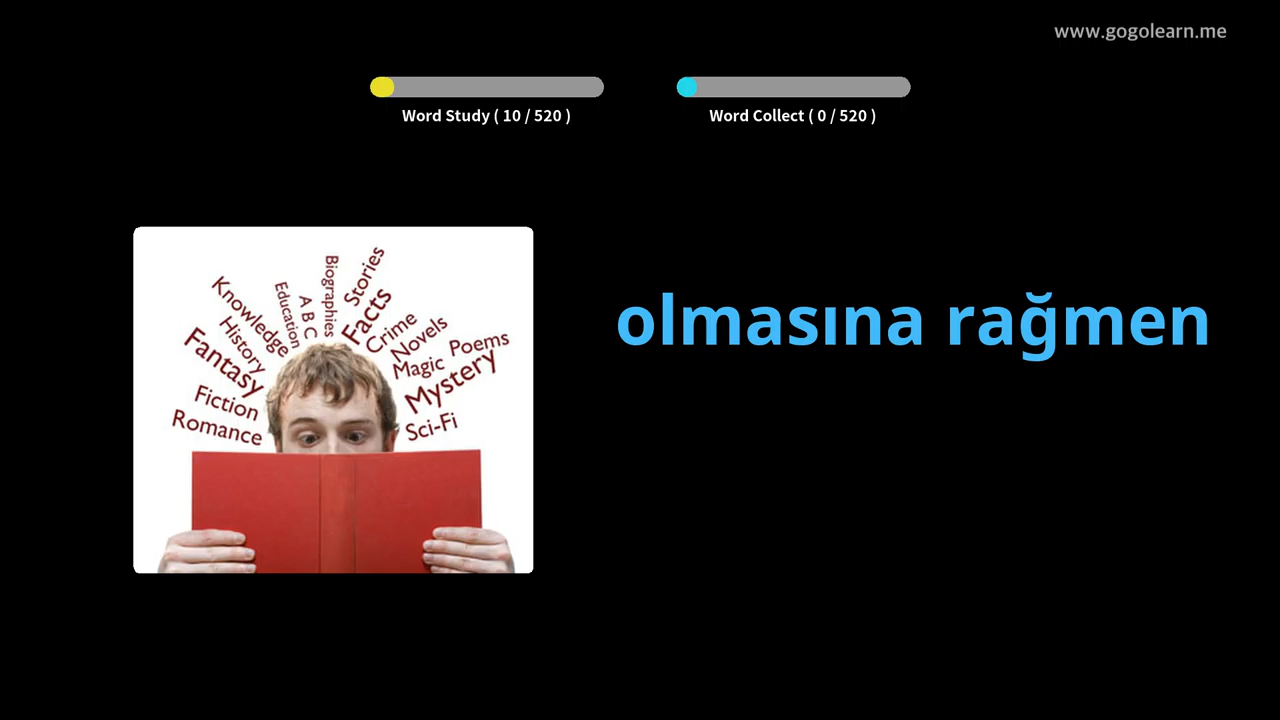 www.gogolearn.me
Word Study ( 10 / 520 )
Word Collect ( 0 / 520 )
olmasına rağmen
Knowledge
Education
A B C
Biographies
Stories
Facts
Crime
Novels
Poems
Magic
Mystery
Sci-Fi
History
Fantasy
Fiction
Romance